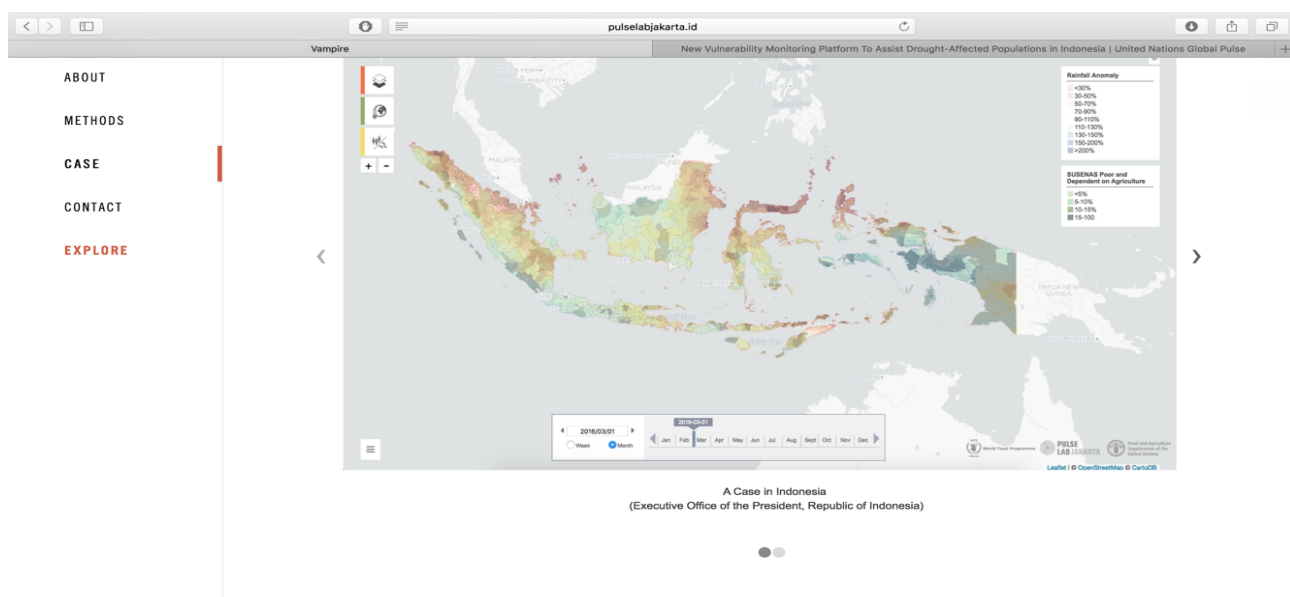 pulselabjakarta.id
Vampire
New Vulnerability Monitoring Platform To Assist Drought-Affected Populations in Indonesia | United Nations Global Pulse
ABOUT
METHODS
CASE
CONTACT
EXPLORE
Rainfall Anomaly
<30%
30-50%
50-70%
70-90%
90-110%
110-130%
130-150%
150-200%
>200%
SUSENAS Poor and
Dependent on Agriculture
<5%
5-10%
10-15%
15-100
MALAYSIA
MALAYSIA
PAPUA NEW
GUINEA
+ -
2016-03-01
2016/03/01
Week Month
Jan Feb Mar Apr May Jun Jul Aug Sept Oct Nov Dec
World Food Programme
PULSE
LAB JAKARTA
Food and Agriculture
Organization of the
United Nations
Leaflet | © OpenStreetMap © CartoDB
A Case in Indonesia
(Executive Office of the President, Republic of Indonesia)